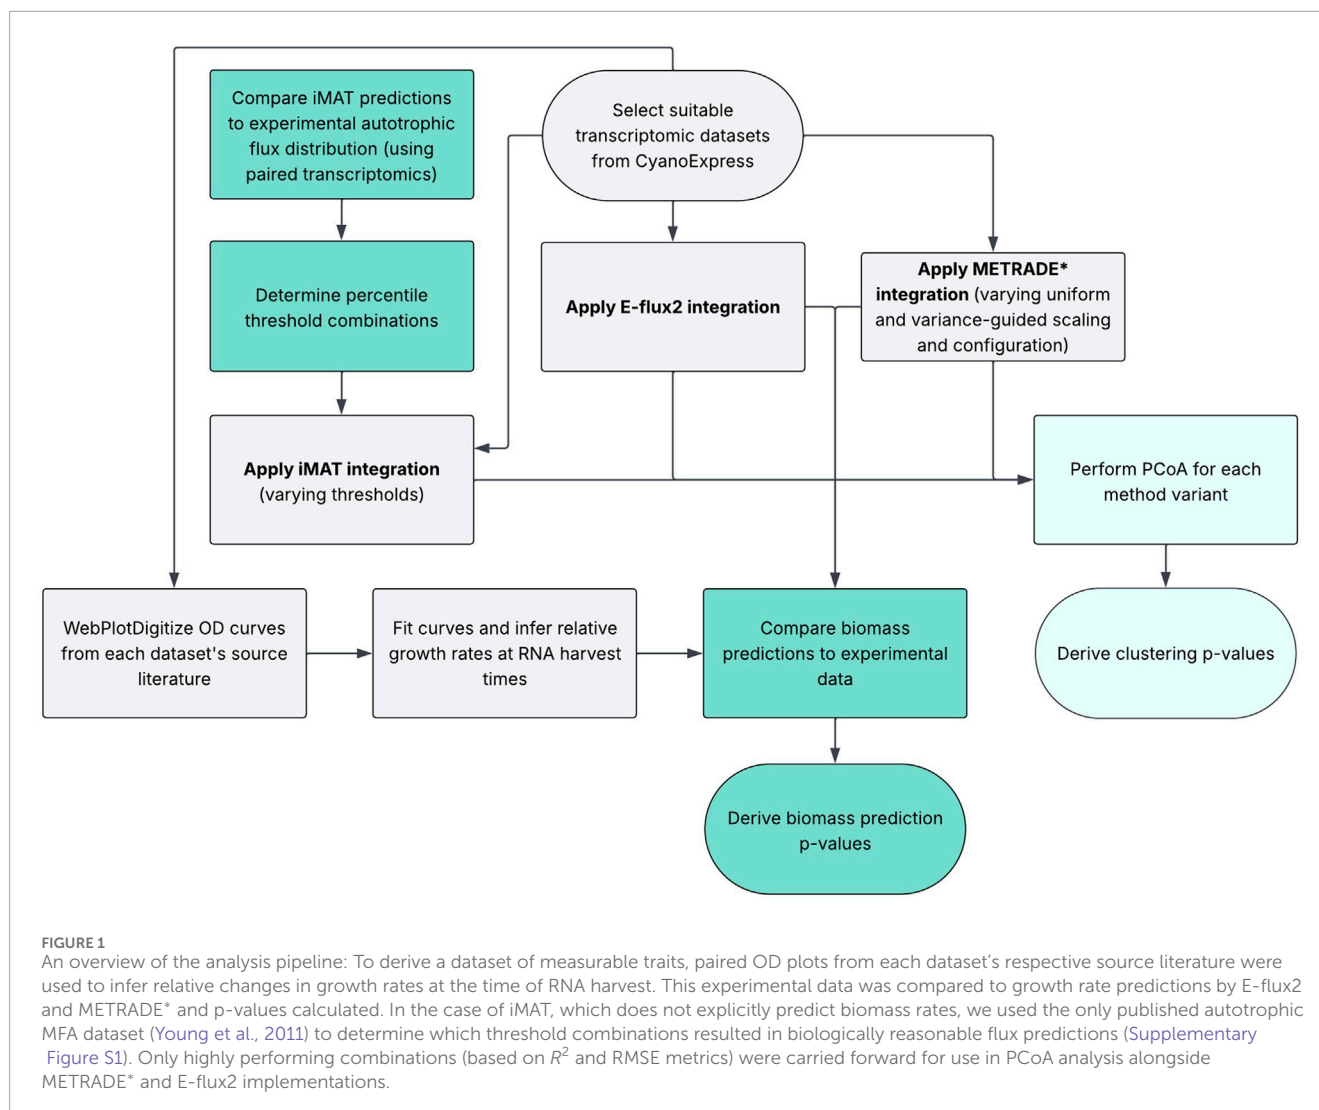 Compare iMAT predictions
to experimental autotrophic
flux distribution (using
paired transcriptomics)
Select suitable
transcriptomic datasets
from CyanoExpress
Determine percentile
threshold combinations
Apply E-flux2 integration
Apply METRADE*
integration (varying uniform
and variance-guided scaling
and configuration)
Apply iMAT integration
(varying thresholds)
Perform PCoA for each
method variant
WebPlotDigitize OD curves
from each dataset's source
literature
Fit curves and infer relative
growth rates at RNA harvest
times
Compare biomass
predictions to experimental
data
Derive clustering p-values
Derive biomass prediction
p-values
FIGURE 1
An overview of the analysis pipeline: To derive a dataset of measurable traits, paired OD plots from each dataset’s respective source literature were
used to infer relative changes in growth rates at the time of RNA harvest. This experimental data was compared to growth rate predictions by E-flux2
and METRADE* and p-values calculated. In the case of iMAT, which does not explicitly predict biomass rates, we used the only published autotrophic
MFA dataset (Young et al., 2011) to determine which threshold combinations resulted in biologically reasonable flux predictions (Supplementary
Figure S1). Only highly performing combinations (based on R² and RMSE metrics) were carried forward for use in PCoA analysis alongside
METRADE* and E-flux2 implementations.